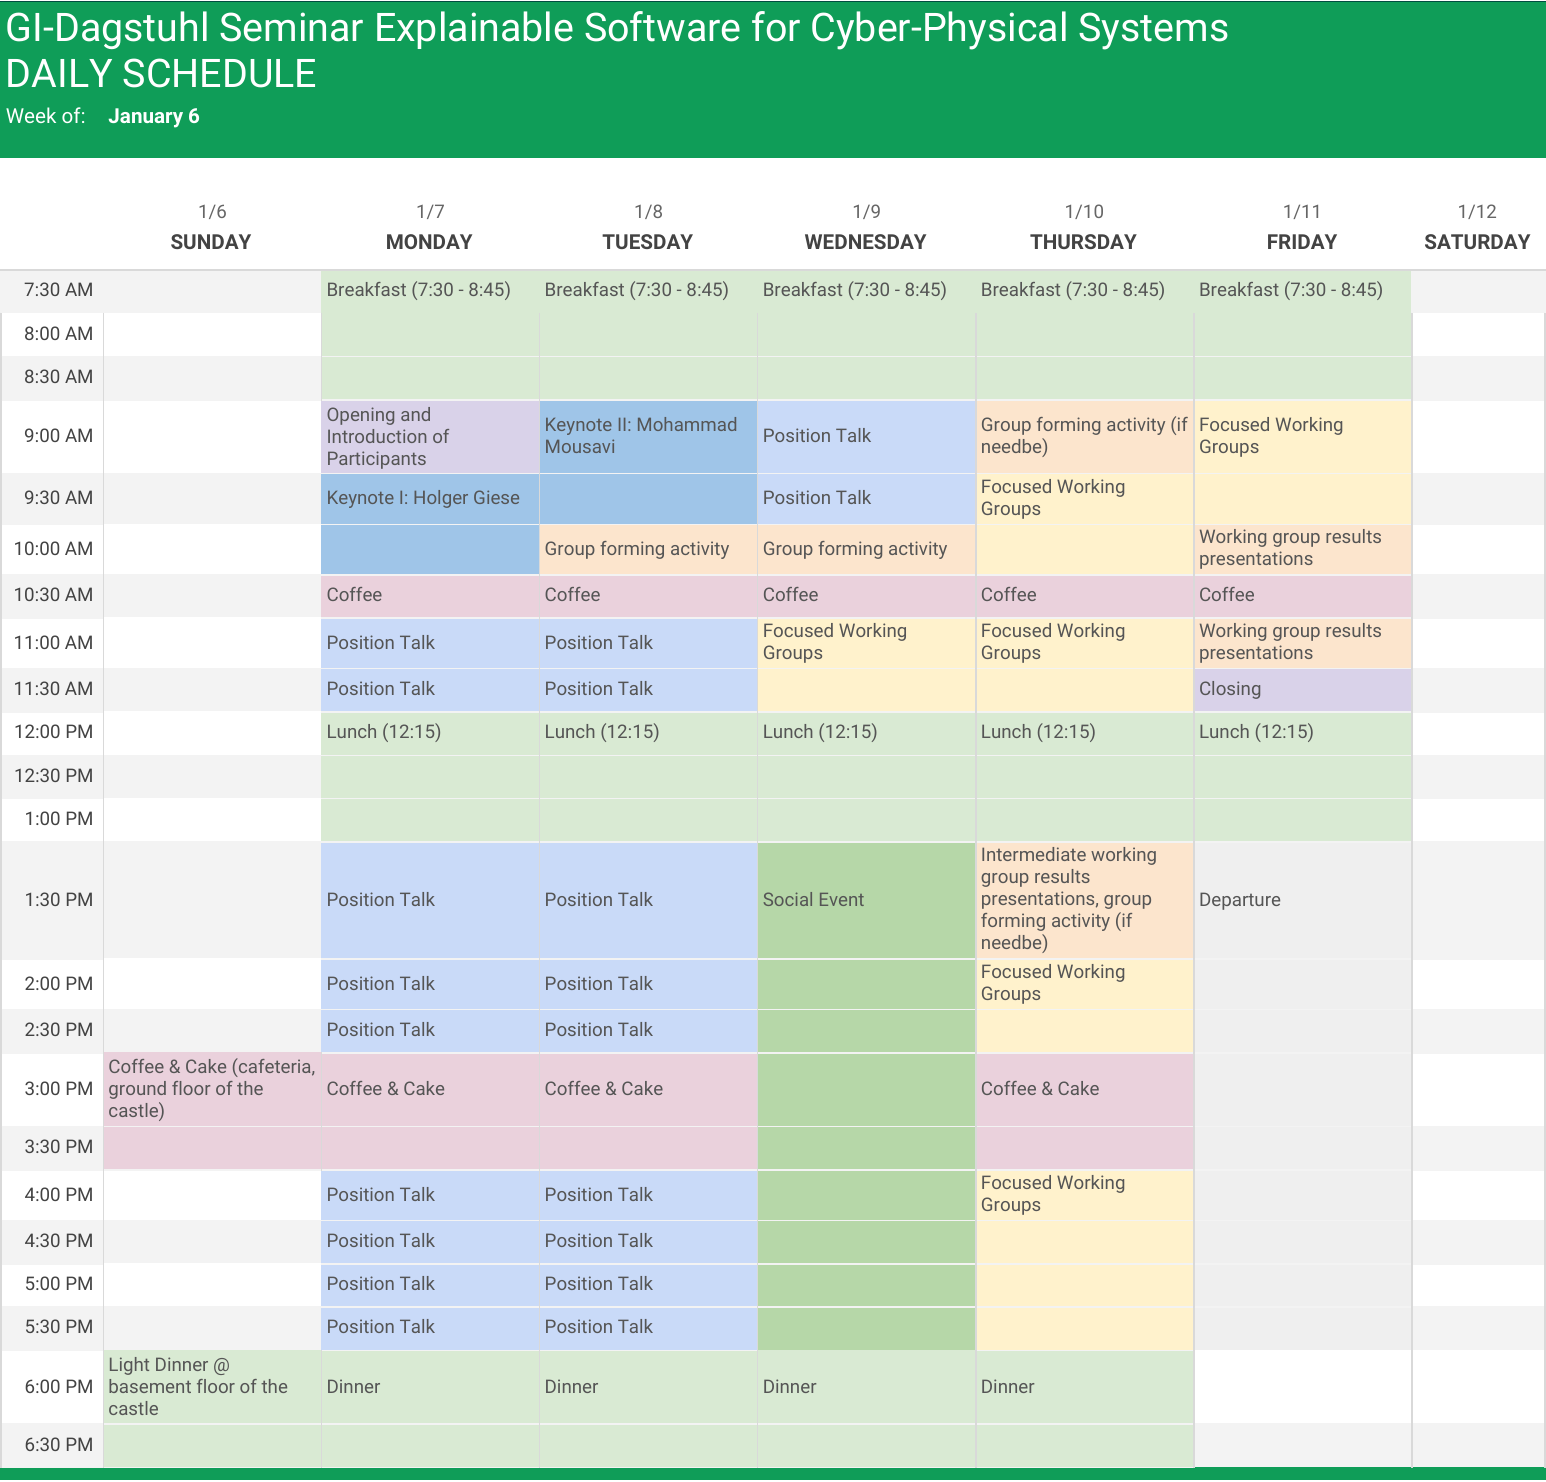 GI-Dagstuhl Seminar Explainable Software for Cyber-Physical Systems
DAILY SCHEDULE
Week of: January 6
1/6 1/7 1/8 1/9 1/10 1/11 1/12
SUNDAY MONDAY TUESDAY WEDNESDAY THURSDAY FRIDAY SATURDAY
7:30 AM Breakfast (7:30 - 8:45) Breakfast (7:30 - 8:45) Breakfast (7:30 - 8:45) Breakfast (7:30 - 8:45) Breakfast (7:30 - 8:45)
8:00 AM
8:30 AM
9:00 AM
Opening and
Introduction of
Participants
Keynote II: Mohammad
Mousavi
Position Talk
Group forming activity (if
needbe)
Focused Working
Groups
9:30 AM
Keynote I: Holger Giese
Position Talk
Focused Working
Groups
10:00 AM
Group forming activity
Group forming activity
Working group results
presentations
10:30 AM Coffee Coffee Coffee Coffee Coffee
11:00 AM
Position Talk
Position Talk
Focused Working
Groups
Focused Working
Groups
Working group results
presentations
11:30 AM Position Talk Position Talk Closing
12:00 PM Lunch (12:15) Lunch (12:15) Lunch (12:15) Lunch (12:15) Lunch (12:15)
12:30 PM
1:00 PM
1:30 PM
Position Talk
Position Talk
Social Event
Intermediate working
group results
presentations, group
forming activity (if
needbe)
Departure
2:00 PM
Position Talk
Position Talk
Focused Working
Groups
2:30 PM Position Talk Position Talk
3:00 PM
Coffee & Cake (cafeteria,
ground floor of the
castle)
Coffee & Cake
Coffee & Cake
Coffee & Cake
3:30 PM
4:00 PM
Position Talk
Position Talk
Focused Working
Groups
4:30 PM Position Talk Position Talk
5:00 PM Position Talk Position Talk
5:30 PM Position Talk Position Talk
6:00 PM
Light Dinner @
basement floor of the
castle
Dinner
Dinner
Dinner
Dinner
6:30 PM